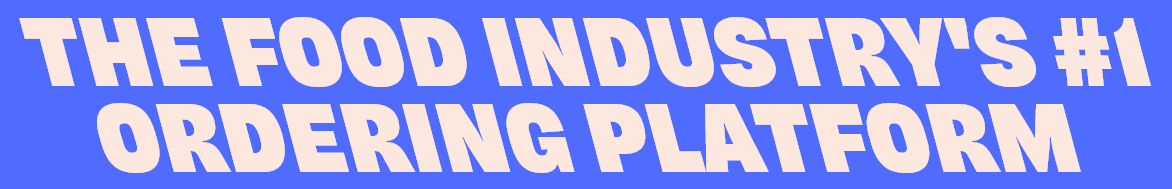 THE FOOD INDUSTRY'S #1
ORDERING PLATFORM